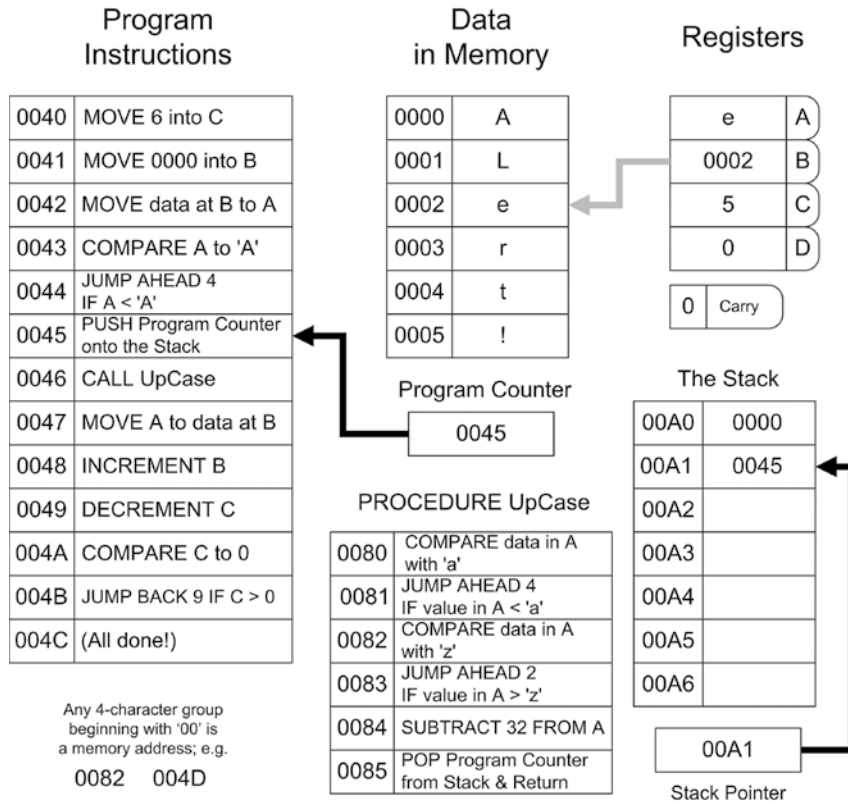 Program
Instructions
0040 MOVE 6 into C
0041 MOVE 0000 into B
0042 MOVE data at B to A
0043 COMPARE A to 'A'
0044 JUMP AHEAD 4
IF A < 'A'
0045 PUSH Program Counter
onto the Stack
0046 CALL UpCase
0047 MOVE A to data at B
0048 INCREMENT B
0049 DECREMENT C
004A COMPARE C to 0
004B JUMP BACK 9 IF C > 0
004C (All done!)
Any 4-character group
beginning with ‘00’ is
a memory address; e.g.
0082 004D
Data
in Memory
0000 A
0001 L
0002 e
0003 r
0004 t
0005 !
Program Counter
0045
PROCEDURE UpCase
0080 COMPARE data in A
with 'a'
0081 JUMP AHEAD 4
IF value in A < 'a'
0082 COMPARE data in A
with 'z'
0083 JUMP AHEAD 2
IF value in A > 'z'
0084 SUBTRACT 32 FROM A
0085 POP Program Counter
from Stack & Return
Registers
e A
0002 B
5 C
0 D
0 Carry
The Stack
00A0 0000
00A1 0045
00A2
00A3
00A4
00A5
00A6
00A1
Stack Pointer